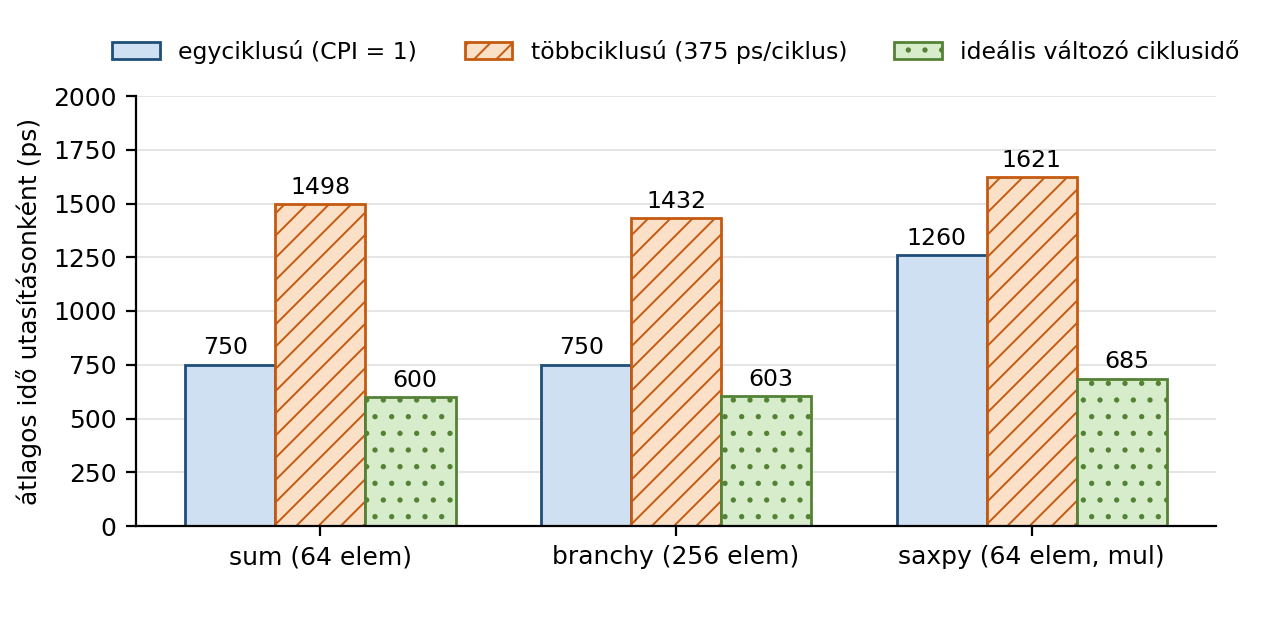 egyciklusú (CPI = 1) többciklusú (375 ps/ciklus) ideális változó ciklusidő
átlagos idő utasításonként (ps)
2000
1750
1500
1250
1000
750
500
250
0
750 1498 600
750 1432 603
1260 1621 685
sum (64 elem) branchy (256 elem) saxpy (64 elem, mul)